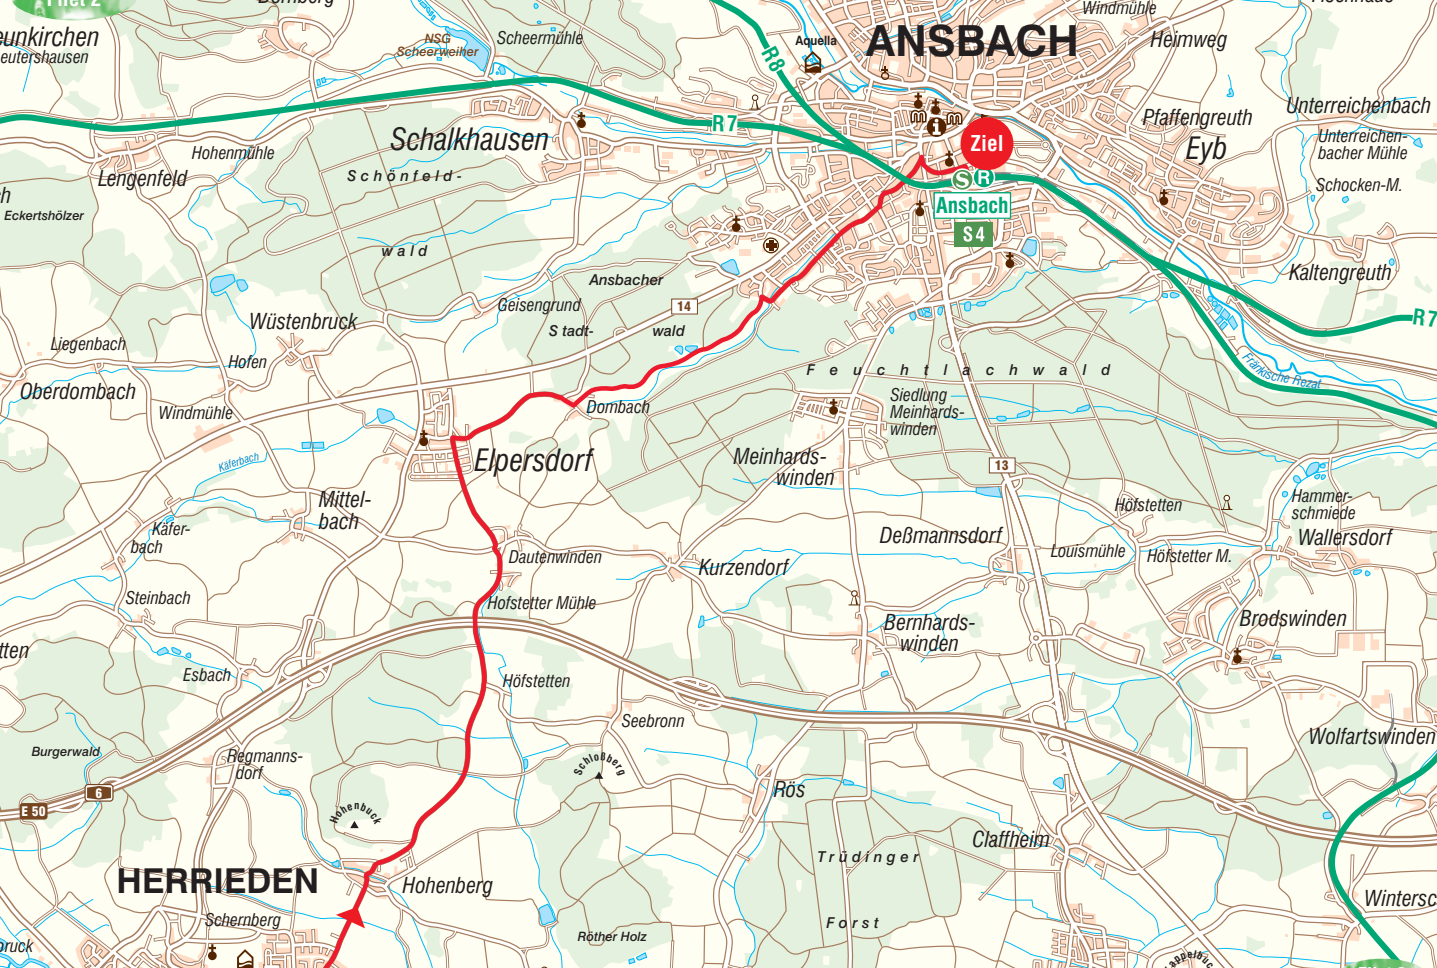 Dornberg
NSG
Scheerweiher
Scheermühle
Aquella
ANSBACH
Windmühle
Heimweg
eunkirchen
eutershausen
R8
R7
Schalkhausen
Hohenmühle
Lengenfeld
Schönfeld-
wald
Eckertshölzer
Ziel
S
R
Ansbach
S4
Pfaffengreuth
Eyb
Unterreichenbach
Unterreichen-
bacher Mühle
Schocken-M.
Kaltengreuth
R7
Fränkische Rezat
Ansbacher
Stadt-
wald
Geisengrund
14
Wüstenbruck
Liegenbach
Hofen
Oberdombach
Windmühle
Käferbach
Dombach
Elpersdorf
Feuchtlachwald
Siedlung
Meinhards-
winden
Meinhards-
winden
13
Mittel-
bach
Käfer-
bach
Dautenwinden
Kurzendorf
Deßmannsdorf
Louismühle
Höfstetten
Höfstetter M.
Hammer-
schmiede
Wallersdorf
Steinbach
Hofstetter Mühle
Bernhards-
winden
Brodswinden
tten
Esbach
Höfstetten
Seebronn
Burgerwald
Regmanns-
dorf
Schloßberg
Wolfartswinden
6
E 50
Hohenbuck
Rös
Claffheim
Trüdinger
Forst
HERRIEDEN
Hohenberg
Schernberg
Röther Holz
Wintersc
bruck